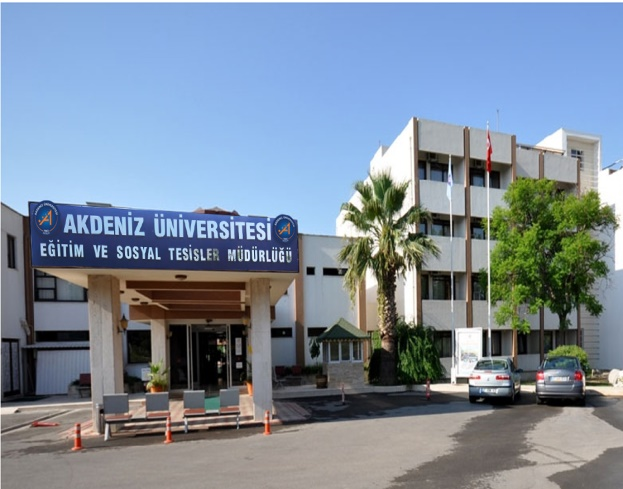 AKDENİZ ÜNİVERSİTESİ
EĞİTİM VE SOSYAL TESİSLER MÜDÜRLÜĞÜ